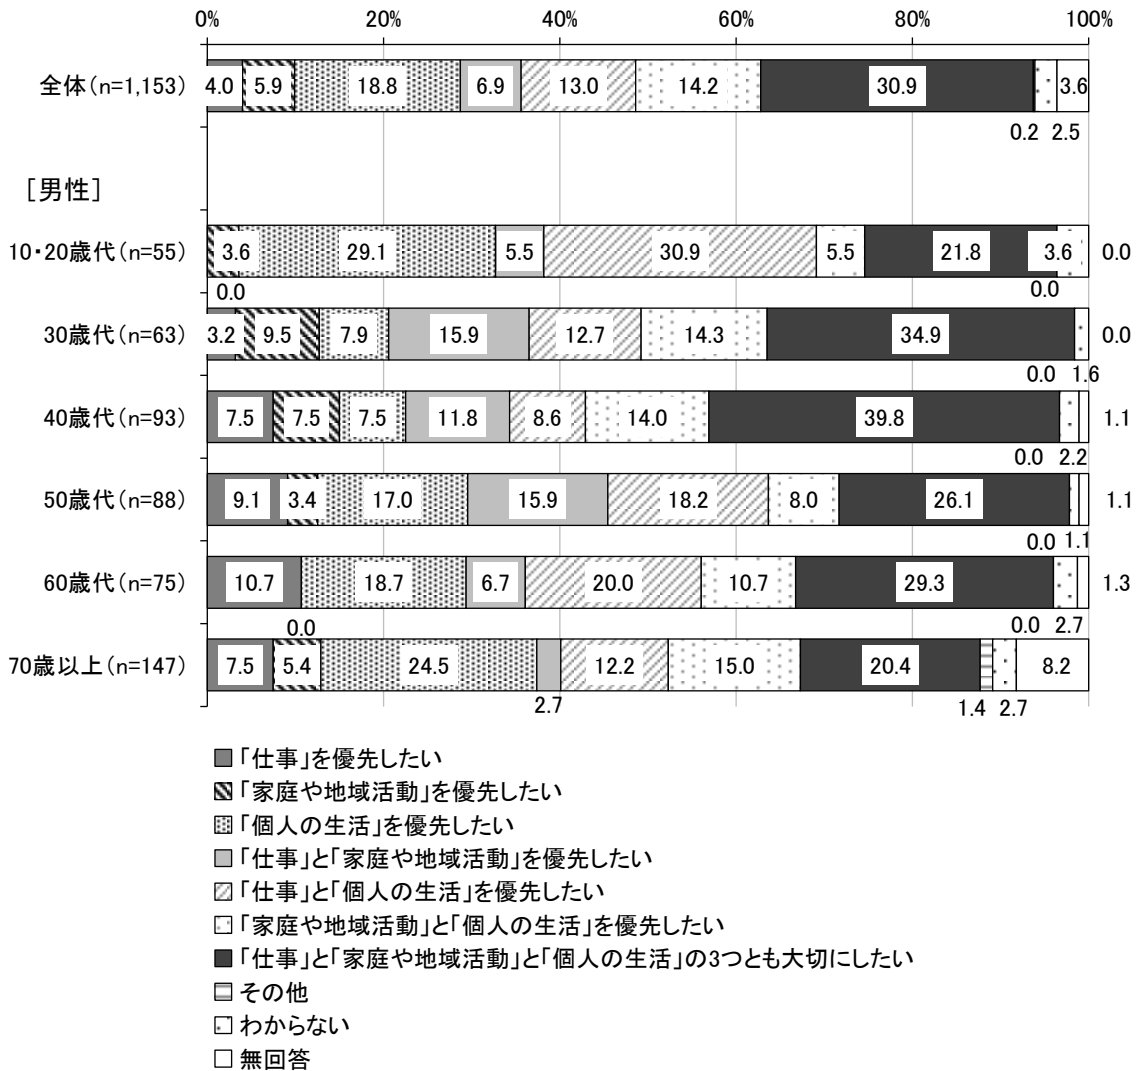 0% 20% 40% 60% 80% 100%
全体(n=1,153) 4.0 5.9 18.8 6.9 13.0 14.2 30.9 3.6
0.2 2.5
[男性]
10・20歳代(n=55) 3.6 29.1 5.5 30.9 5.5 21.8 3.6 0.0
0.0 0.0
30歳代(n=63) 3.2 9.5 7.9 15.9 12.7 14.3 34.9 0.0
0.0 1.6
40歳代(n=93) 7.5 7.5 7.5 11.8 8.6 14.0 39.8 1.1
0.0 2.2
50歳代(n=88) 9.1 3.4 17.0 15.9 18.2 8.0 26.1 1.1
0.0 1.1
60歳代(n=75) 10.7 18.7 6.7 20.0 10.7 29.3 1.3
0.0 0.0 2.7
70歳以上(n=147) 7.5 5.4 24.5 12.2 15.0 20.4 8.2
2.7 1.4 2.7
「仕事」を優先したい
「家庭や地域活動」を優先したい
「個人の生活」を優先したい
「仕事」と「家庭や地域活動」を優先したい
「仕事」と「個人の生活」を優先したい
「家庭や地域活動」と「個人の生活」を優先したい
「仕事」と「家庭や地域活動」と「個人の生活」の3つとも大切にしたい
その他
わからない
無回答